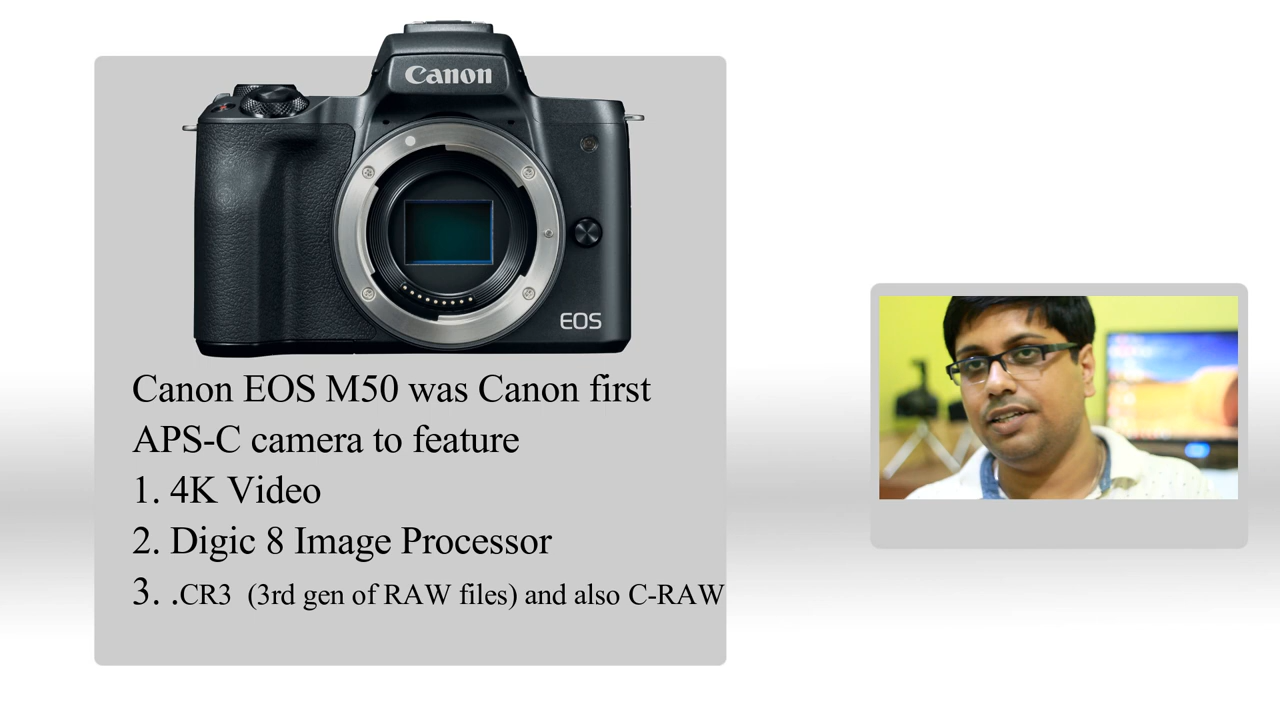 Canon
EOS
Canon EOS M50 was Canon first
APS-C camera to feature
1. 4K Video
2. Digic 8 Image Processor
3. .CR3 (3rd gen of RAW files) and also C-RAW